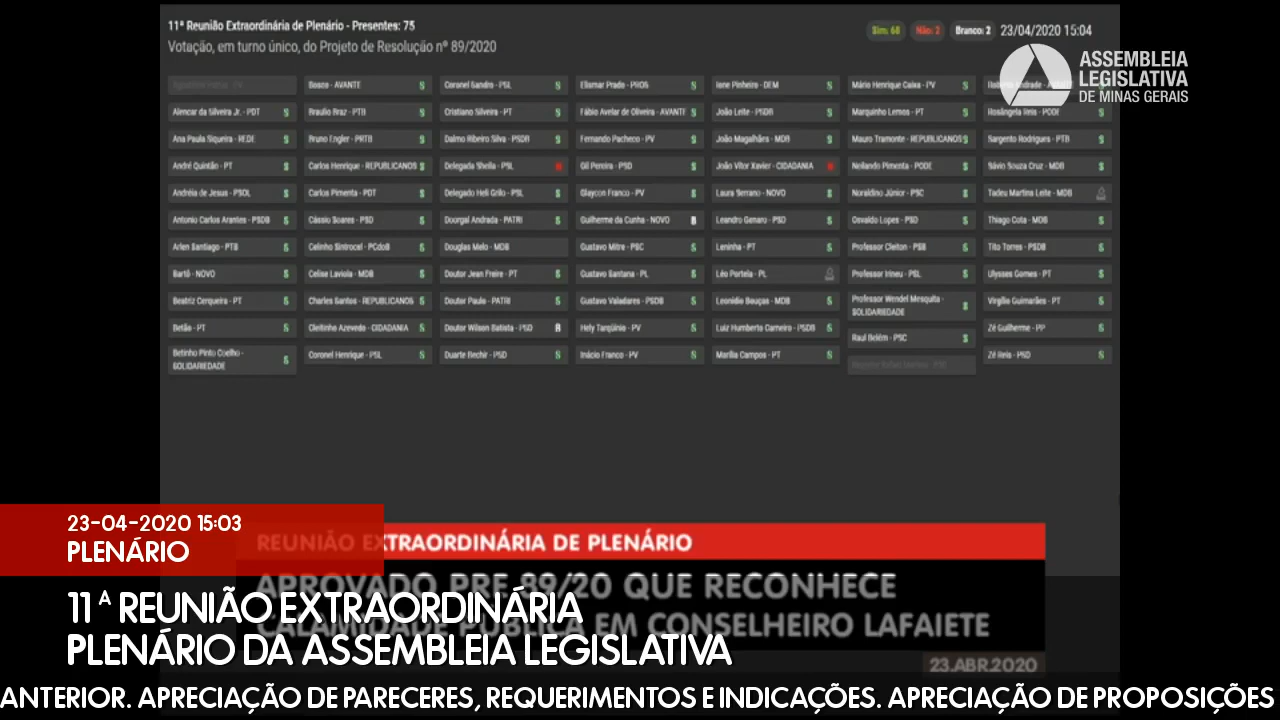 11ª Reunião Extraordinária de Plenário - Presentes: 75
Sim: 68 Não: 2 Branco: 2 23/04/2020 15:04
Votação, em turno único, do Projeto de Resolução nº 89/2020
ASSEMBLEIA
LEGISLATIVA
DE MINAS GERAIS
Alencar da Silveira Jr. - PDT S
Ana Paula Siqueira - REDE S
André Quintão - PT S
Andréia de Jesus - PSOL S
Antonio Carlos Arantes - PSDB S
Arlen Santiago - PTB S
Bartô - NOVO S
Beatriz Cerqueira - PT S
Betão - PT S
Betinho Pinto Coelho -
SOLIDARIEDADE S
Bosco - AVANTE S
Braulio Braz - PTB S
Bruno Engler - PRTB S
Carlos Henrique - REPUBLICANOS S
Carlos Pimenta - PDT S
Cássio Soares - PSD S
Celinho Sintrocel - PCdoB S
Celise Laviola - MDB S
Charles Santos - REPUBLICANOS S
Cleitinho Azevedo - CIDADANIA S
Coronel Henrique - PSL S
Coronel Sandro - PSL S
Cristiano Silveira - PT S
Dalmo Ribeiro Silva - PSDB S
Delegada Sheila - PSL
Delegado Heli Grilo - PSL S
Doorgal Andrada - PATRI S
Douglas Melo - MDB
Doutor Jean Freire - PT S
Doutor Paulo - PATRI S
Doutor Wilson Batista - PSD B
Duarte Bechir - PSD S
Elismar Prado - PROS S
Fábio Avelar de Oliveira - AVANTE S
Fernando Pacheco - PV S
Gil Pereira - PSD S
Glaycon Franco - PV S
Guilherme da Cunha - NOVO B
Gustavo Mitre - PSC S
Gustavo Santana - PL S
Gustavo Valadares - PSDB S
Hely Tarqüínio - PV S
Inácio Franco - PV S
Ione Pinheiro - DEM S
João Leite - PSDB S
João Magalhães - MDB S
João Vítor Xavier - CIDADANIA
Laura Serrano - NOVO S
Leandro Genaro - PSD S
Leninha - PT S
Léo Portela - PL
Leonídio Bouças - MDB S
Luiz Humberto Carneiro - PSDB S
Marília Campos - PT S
Mário Henrique Caixa - PV S
Marquinho Lemos - PT S
Mauro Tramonte - REPUBLICANOS S
Neilando Pimenta - PODE S
Noraldino Júnior - PSC S
Osvaldo Lopes - PSD S
Professor Cleiton - PSB S
Professor Irineu - PSL S
Professor Wendel Mesquita -
SOLIDARIEDADE S
Raul Belém - PSC S
Rosângela Reis - PODE S
Sargento Rodrigues - PTB S
Sávio Souza Cruz - MDB S
Tadeu Martins Leite - MDB
Thiago Cota - MDB S
Tito Torres - PSDB S
Ulysses Gomes - PT S
Virgílio Guimarães - PT S
Zé Guilherme - PP S
Zé Reis - PSD S
23-04-2020 15:03
PLENÁRIO
REUNIÃO EXTRAORDINÁRIA DE PLENÁRIO
APROVADO PRE 89/20 QUE RECONHECE
CALAMIDADE PÚBLICA EM CONSELHEIRO LAFAIETE
11ª REUNIÃO EXTRAORDINÁRIA
PLENÁRIO DA ASSEMBLEIA LEGISLATIVA
23.ABR.2020
ANTERIOR. APRECIAÇÃO DE PARECERES, REQUERIMENTOS E INDICAÇÕES. APRECIAÇÃO DE PROPOSIÇÕES